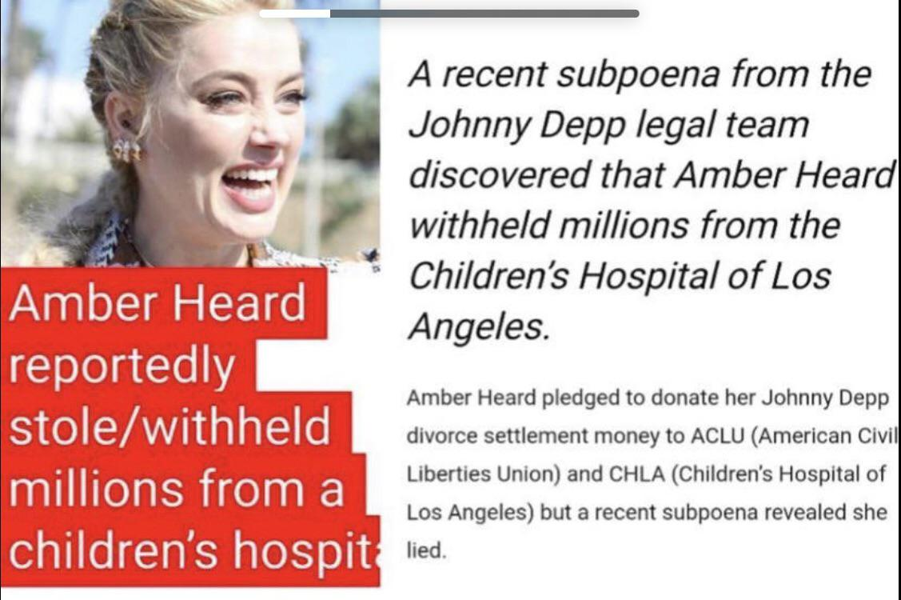 Amber Heard
reportedly
stole/withheld
millions from a
children's
A recent subpoena from the
Johnny Depp legal team
discovered that Amber Heard
withheld millions from the
Children's Hospital of Los
Angeles.
Amber Heard pledged to donate her Johnny Depp
divorce settlement money to ACLU (American Civil
Liberties Union) and CHLA (Children's Hospital of
Los Angeles) but a recent subpoena revealed she
lied.